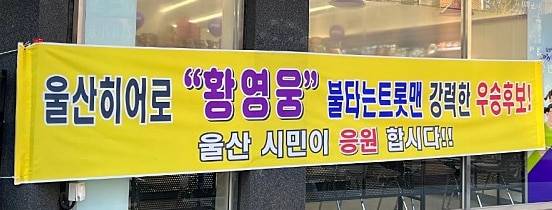 울산히어로 “황영웅” 불타는트롯맨 강력한 우승후보!
울산 시민이 응원 합시다!!